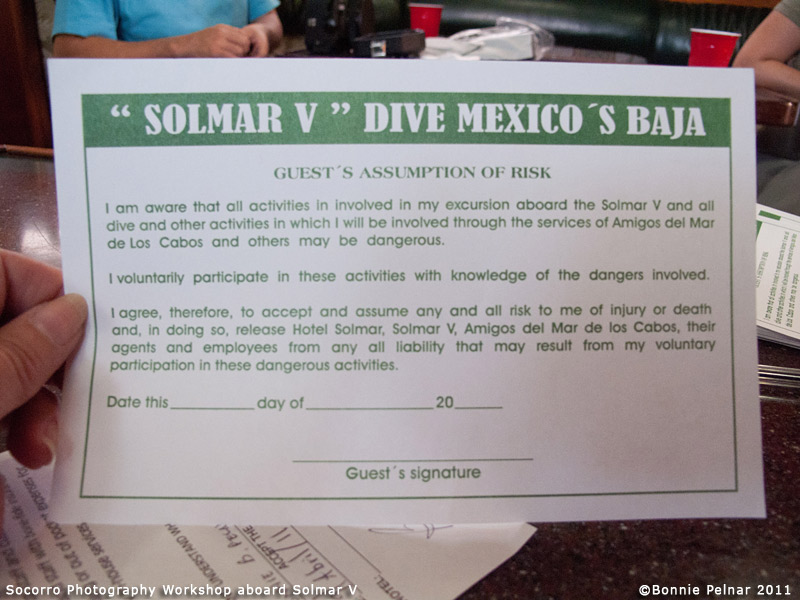 “ SOLMAR V ” DIVE MEXICO´S BAJA
GUEST´S ASSUMPTION OF RISK
I am aware that all activities in involved in my excursion aboard the Solmar V and all
dive and other activities in which I will be involved through the services of Amigos del Mar
de Los Cabos and others may be dangerous.
I voluntarily participate in these activities with knowledge of the dangers involved.
I agree, therefore, to accept and assume any and all risk to me of injury or death
and, in doing so, release Hotel Solmar, Solmar V, Amigos del Mar de los Cabos, their
agents and employees from any all liability that may result from my voluntary
participation in these dangerous activities.
Date this____________ day of__________________20_______
Guest´s signature
UNDERSTAND
ACCEPT THE
HOTEL:
Socorro Photography Workshop aboard Solmar V
©Bonnie Pelnar 2011